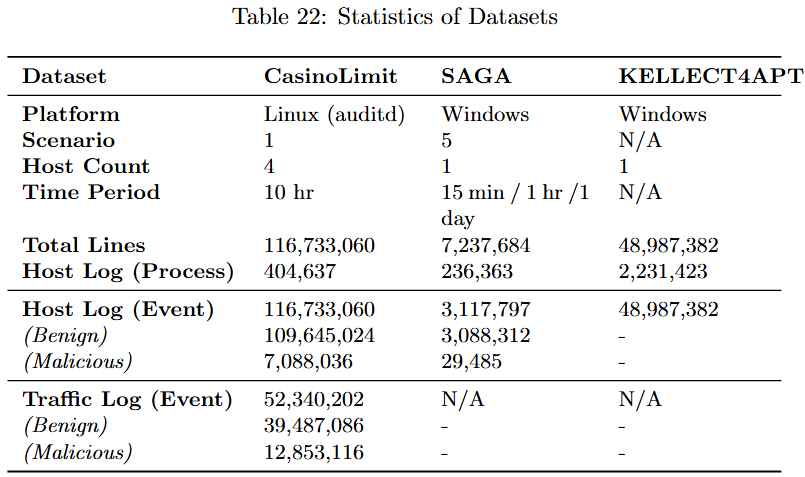 Table 22: Statistics of Datasets
Dataset CasinoLimit SAGA KELLECT4APT
Platform Linux (auditd) Windows Windows
Scenario 1 5 N/A
Host Count 4 1 1
Time Period 10 hr 15 min / 1 hr /1 N/A
day
Total Lines 116,733,060 7,237,684 48,987,382
Host Log (Process) 404,637 236,363 2,231,423
Host Log (Event) 116,733,060 3,117,797 48,987,382
(Benign) 109,645,024 3,088,312 -
(Malicious) 7,088,036 29,485 -
Traffic Log (Event) 52,340,202 N/A N/A
(Benign) 39,487,086 - -
(Malicious) 12,853,116 - -